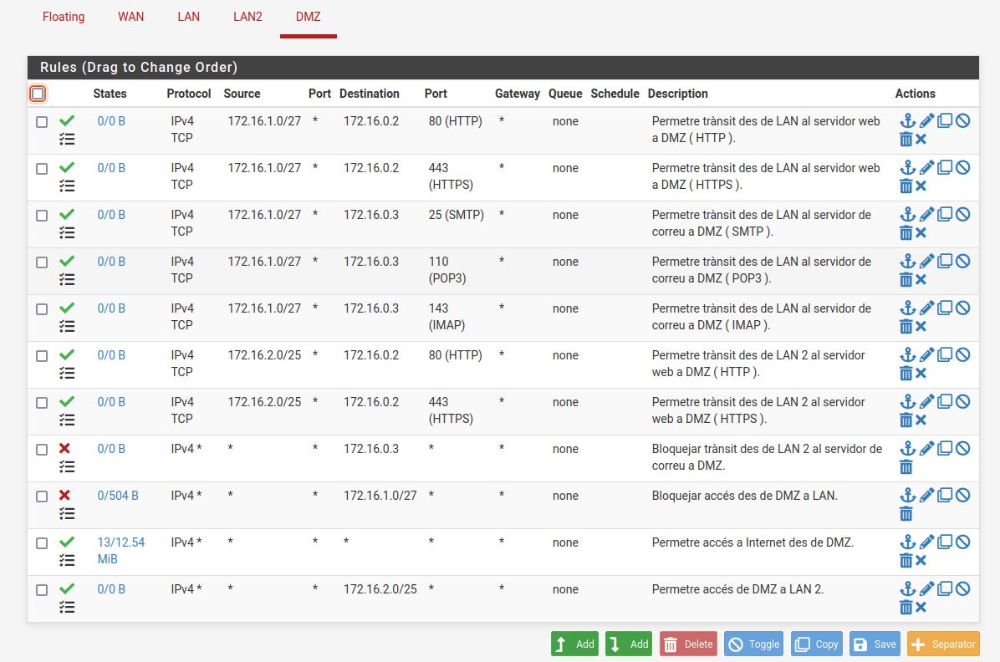 Floating WAN LAN LAN2 DMZ
Rules (Drag to Change Order)
States Protocol Source Port Destination Port Gateway Queue Schedule Description Actions
0/0 B IPv4 172.16.1.0/27 * 172.16.0.2 80 (HTTP) * none Permetre trànsit des de LAN al servidor web
TCP a DMZ ( HTTP ).
0/0 B IPv4 172.16.1.0/27 * 172.16.0.2 443 * none Permetre trànsit des de LAN al servidor web
TCP (HTTPS) a DMZ ( HTTPS ).
0/0 B IPv4 172.16.1.0/27 * 172.16.0.3 25 (SMTP) * none Permetre trànsit des de LAN al servidor de
TCP correu a DMZ ( SMTP ).
0/0 B IPv4 172.16.1.0/27 * 172.16.0.3 110 * none Permetre trànsit des de LAN al servidor de
TCP (POP3) correu a DMZ ( POP3 ).
0/0 B IPv4 172.16.1.0/27 * 172.16.0.3 143 * none Permetre trànsit des de LAN al servidor de
TCP (IMAP) correu a DMZ ( IMAP ).
0/0 B IPv4 172.16.2.0/25 * 172.16.0.2 80 (HTTP) * none Permetre trànsit des de LAN 2 al servidor
TCP web a DMZ ( HTTP ).
0/0 B IPv4 172.16.2.0/25 * 172.16.0.2 443 * none Permetre trànsit des de LAN 2 al servidor
TCP (HTTPS) web a DMZ ( HTTPS ).
0/0 B IPv4 * * * 172.16.0.3 * * none Bloquejar trànsit des de LAN 2 al servidor de
correu a DMZ.
0/504 B IPv4 * * * 172.16.1.0/27 * * none Bloquejar accés des de DMZ a LAN.
13/12.54 IPv4 * * * * * * none Permetre accés a Internet des de DMZ.
MiB
0/0 B IPv4 * * * 172.16.2.0/25 * * none Permetre accés de DMZ a LAN 2.
Add Add Delete Toggle Copy Save Separator